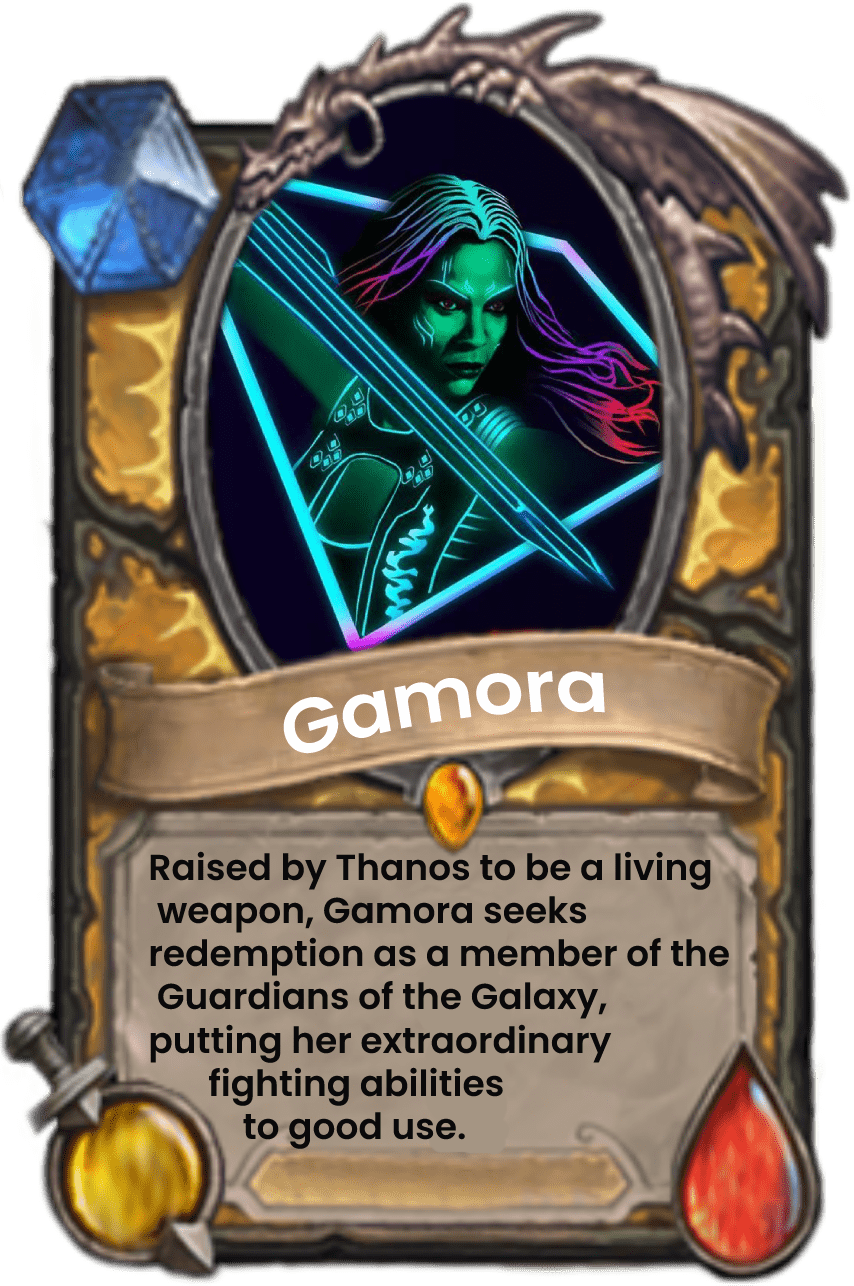 Gamora
Raised by Thanos to be a living
weapon, Gamora seeks
redemption as a member of the
Guardians of the Galaxy,
putting her extraordinary
fighting abilities
to good use.